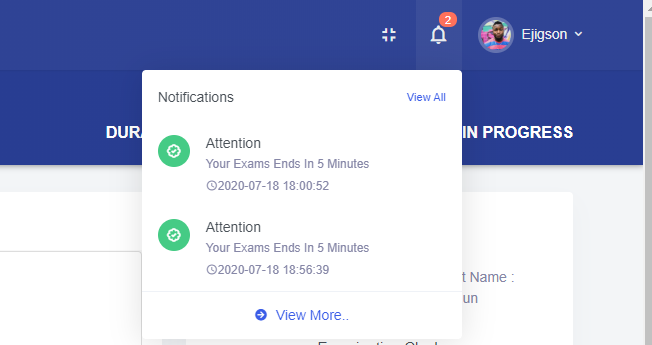 2
Ejigson
Notifications
View All
DURA
IN PROGRESS
Attention
Your Exams Ends In 5 Minutes
2020-07-18 18:00:52
Attention
Your Exams Ends In 5 Minutes
2020-07-18 18:56:39
t Name :
un
View More..